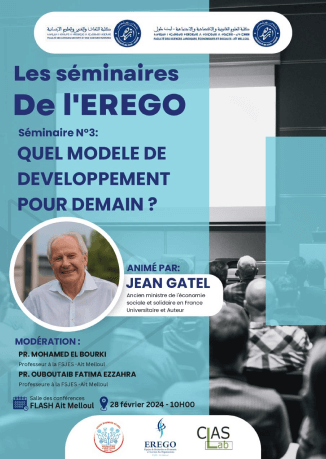 Les séminaires
De l'EREGO
Séminaire N°3:
QUEL MODELE DE
DEVELOPPEMENT
POUR DEMAIN ?
ANIMÉ PAR:
JEAN GATEL
Ancien ministre de l'économie
sociale et solidaire en France
Universitaire et Auteur
MODÉRATION :
PR. MOHAMED EL BOURKI
Professeur à la FSJES -Ait Melloul
PR. OUBOUTAIB FATIMA EZZAHRA
Professeure à la FSJES -Ait Melloul
Salle des conférences
FLASH Ait Melloul
28 février 2024 - 10H00
EREGO
CJAS
Lab